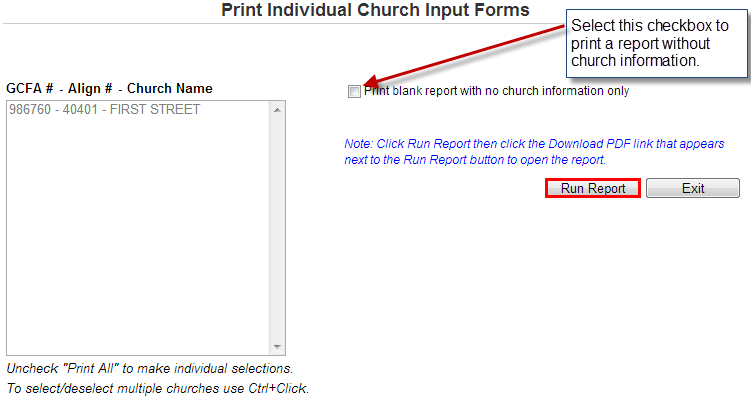 Print Individual Church Input Forms
Select this checkbox to
print a report without
church information.
GCFA # - Align # - Church Name
Print blank report with no church information only
986760 - 40401 - FIRST STREET
Note: Click Run Report then click the Download PDF link that appears
next to the Run Report button to open the report.
Run Report
Exit
Uncheck "Print All" to make individual selections.
To select/deselect multiple churches use Ctrl+Click.